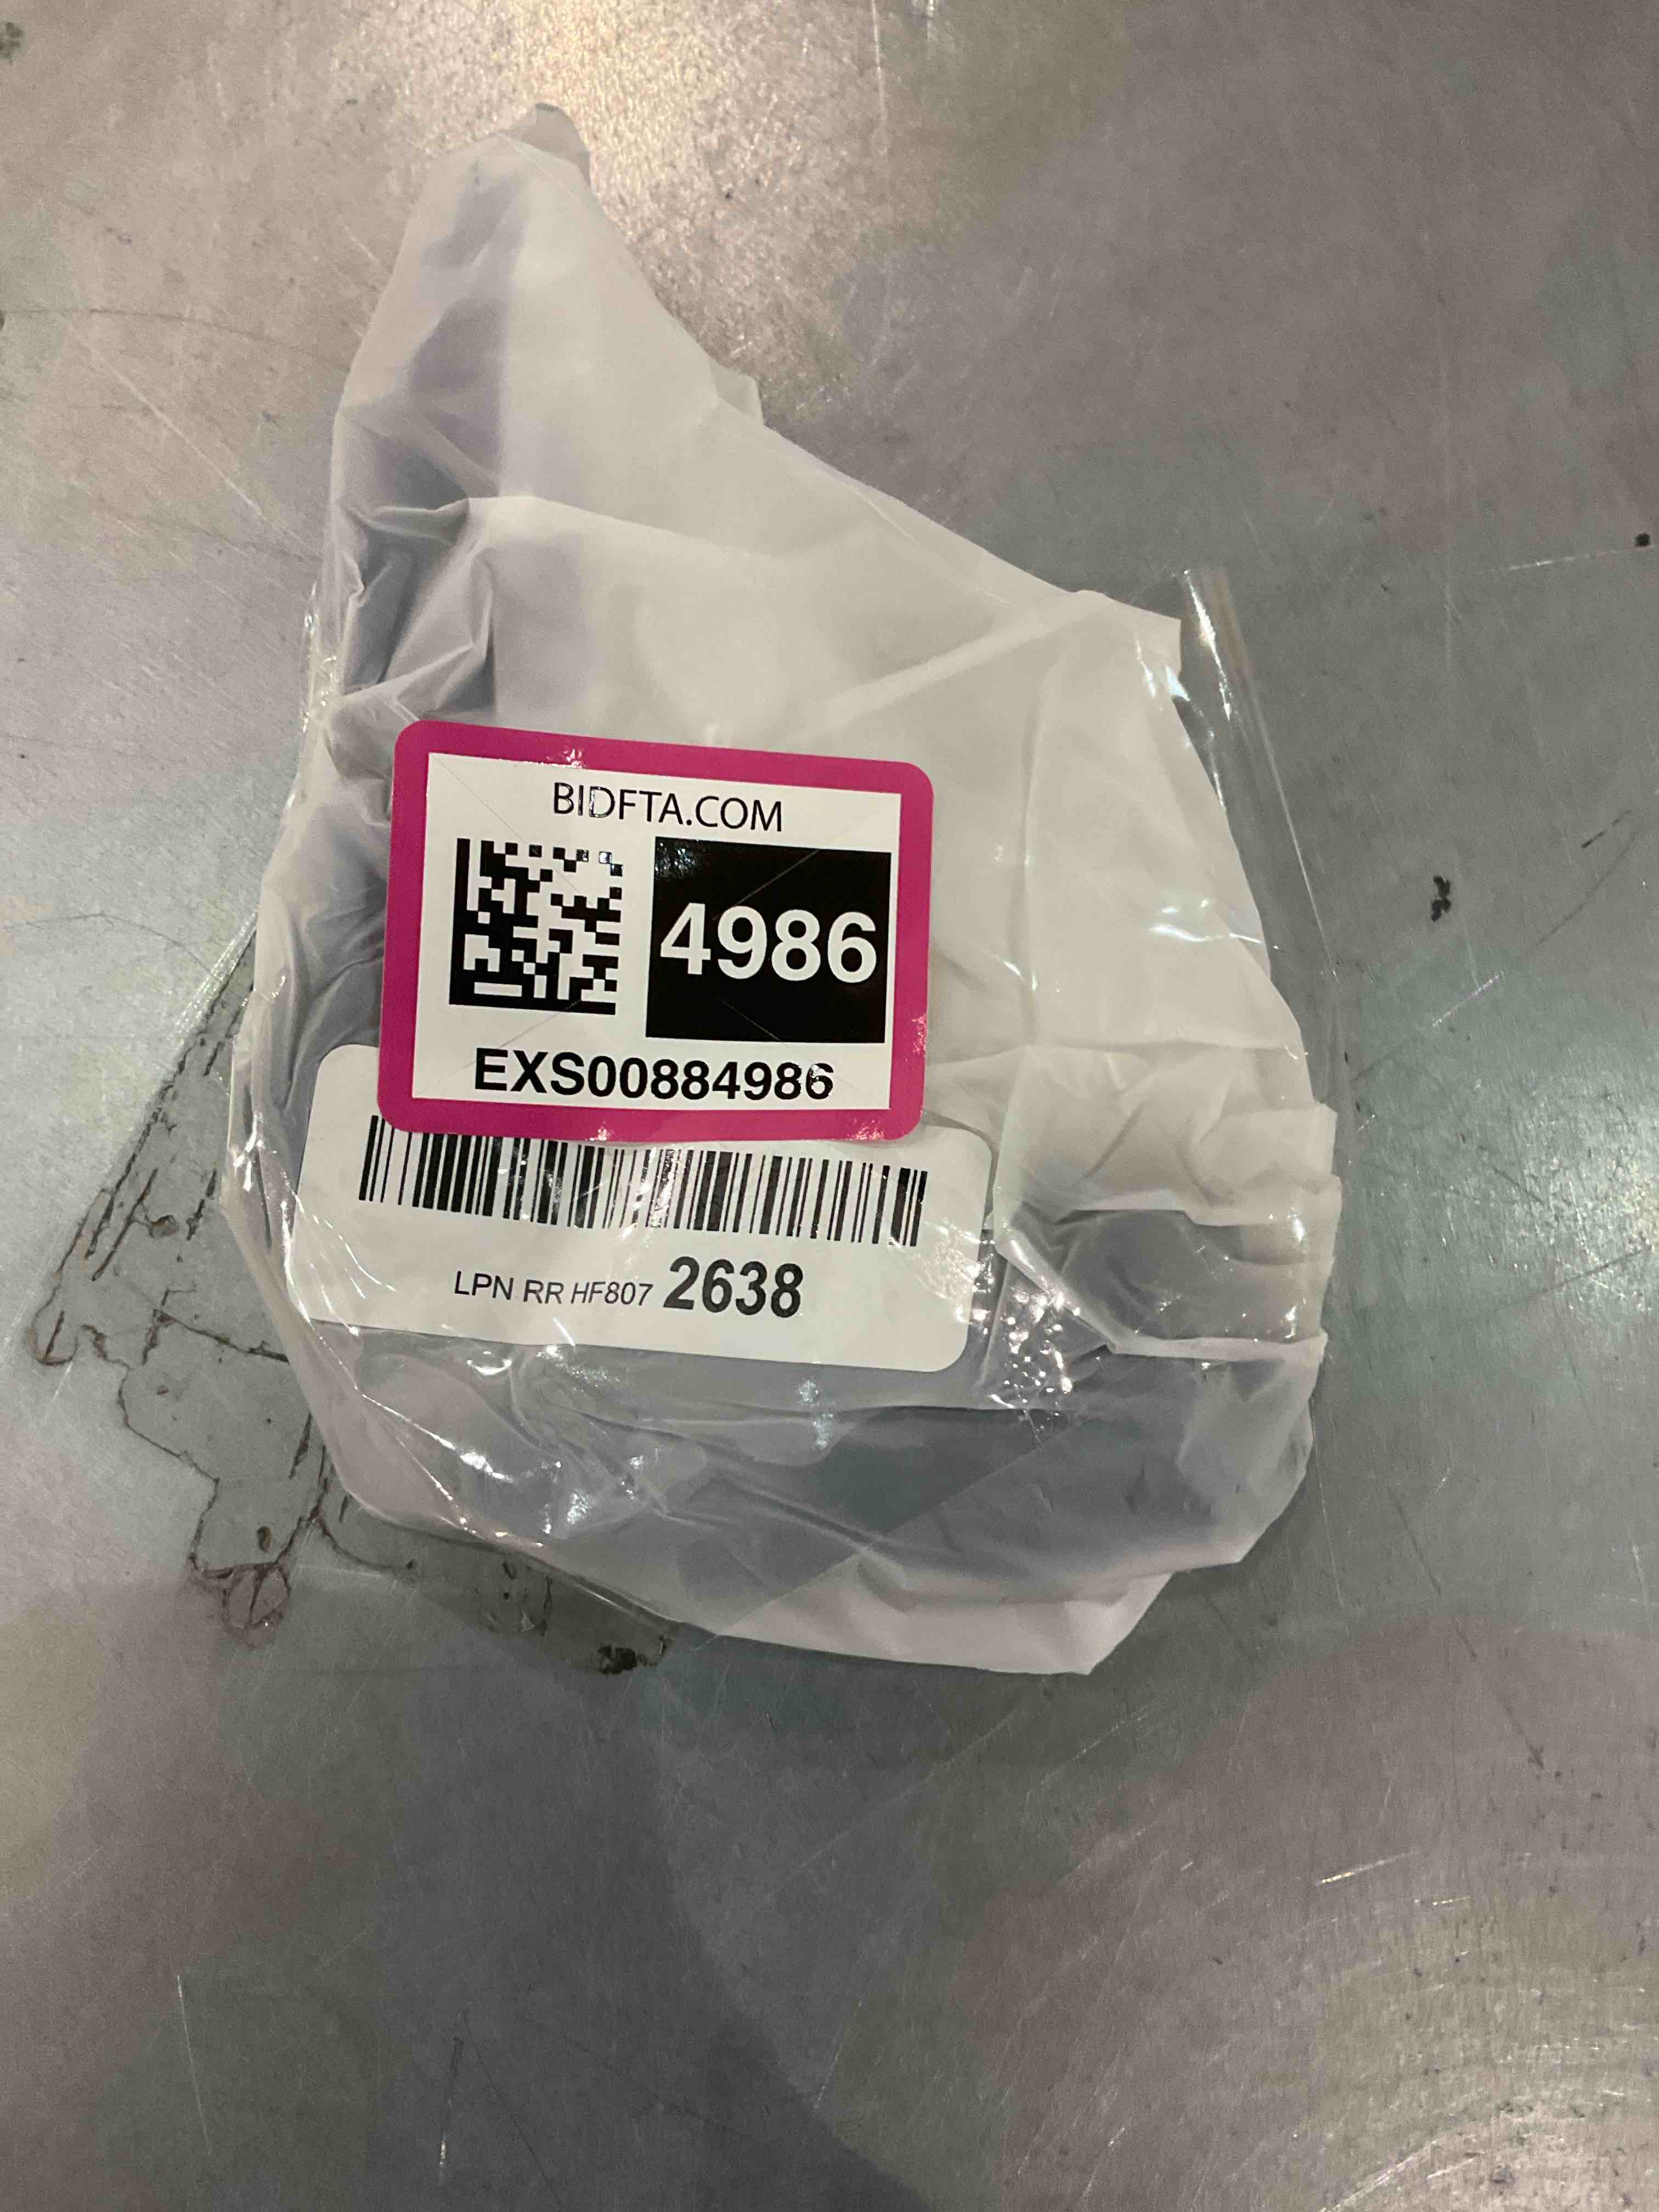 BIDFTA.COM
4986
EXS00884986
LPN RR HF807 2638